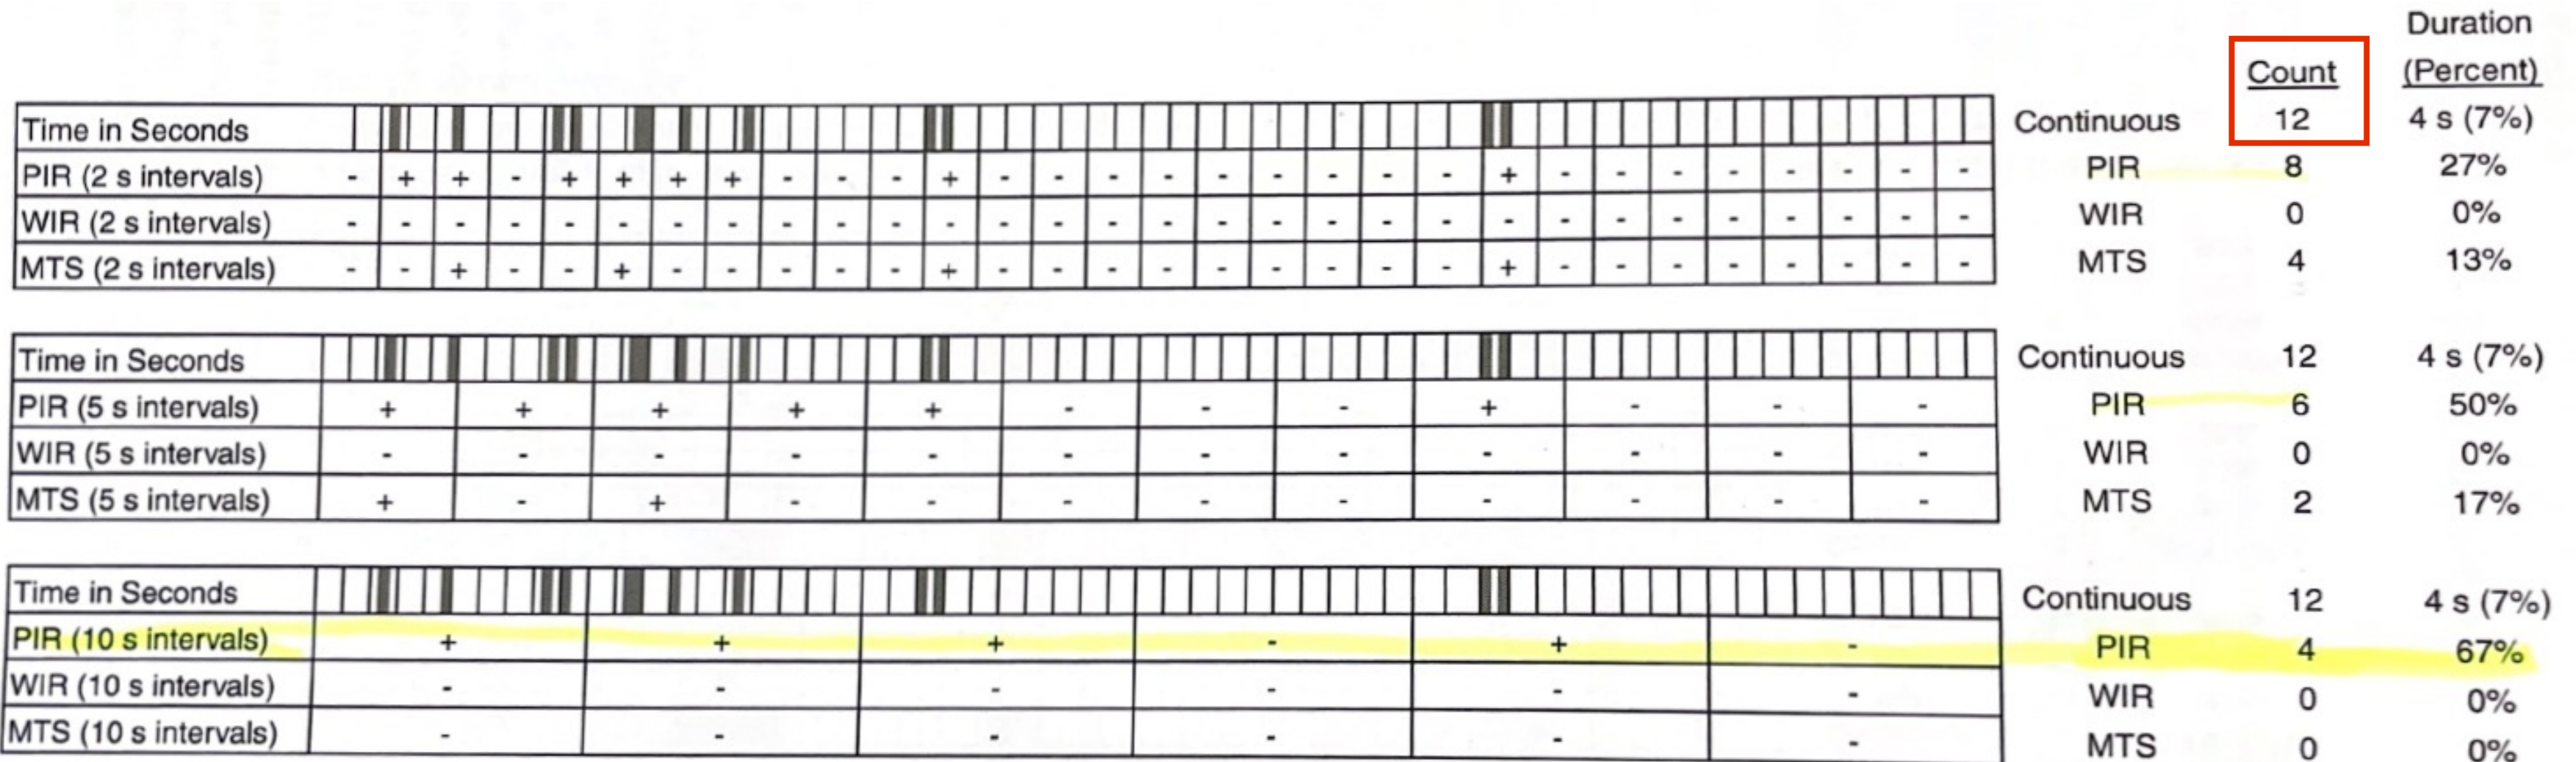 Duration
Count (Percent)
Time in Seconds Continuous 12 4 s (7%)
PIR (2 s intervals) - + + - + + + + - - - + - - - - - - - - - + - - - - - - - - PIR 8 27%
WIR (2 s intervals) - - - - - - - - - - - - - - - - - - - - - - - - - - - - - - WIR 0 0%
MTS (2 s intervals) - - + - - + - - - - - + - - - - - - - - - + - - - - - - - - MTS 4 13%
Time in Seconds Continuous 12 4 s (7%)
PIR (5 s intervals) + + + + + - - - + - - - PIR 6 50%
WIR (5 s intervals) - - - - - - - - - - - - WIR 0 0%
MTS (5 s intervals) + - + - - - - - - - - - MTS 2 17%
Time in Seconds Continuous 12 4 s (7%)
PIR (10 s intervals) + + + - + - PIR 4 67%
WIR (10 s intervals) - - - - - - WIR 0 0%
MTS (10 s intervals) - - - - - - MTS 0 0%